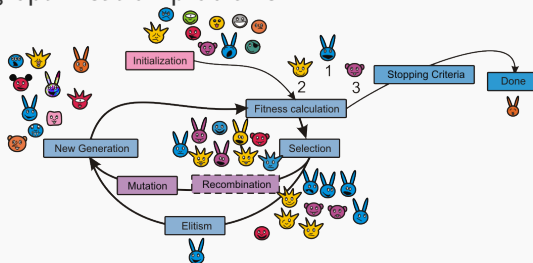 Initialization
1
2
3
Stopping Criteria
Done
Fitness calculation
New Generation
Selection
Mutation
Recombination
Elitism